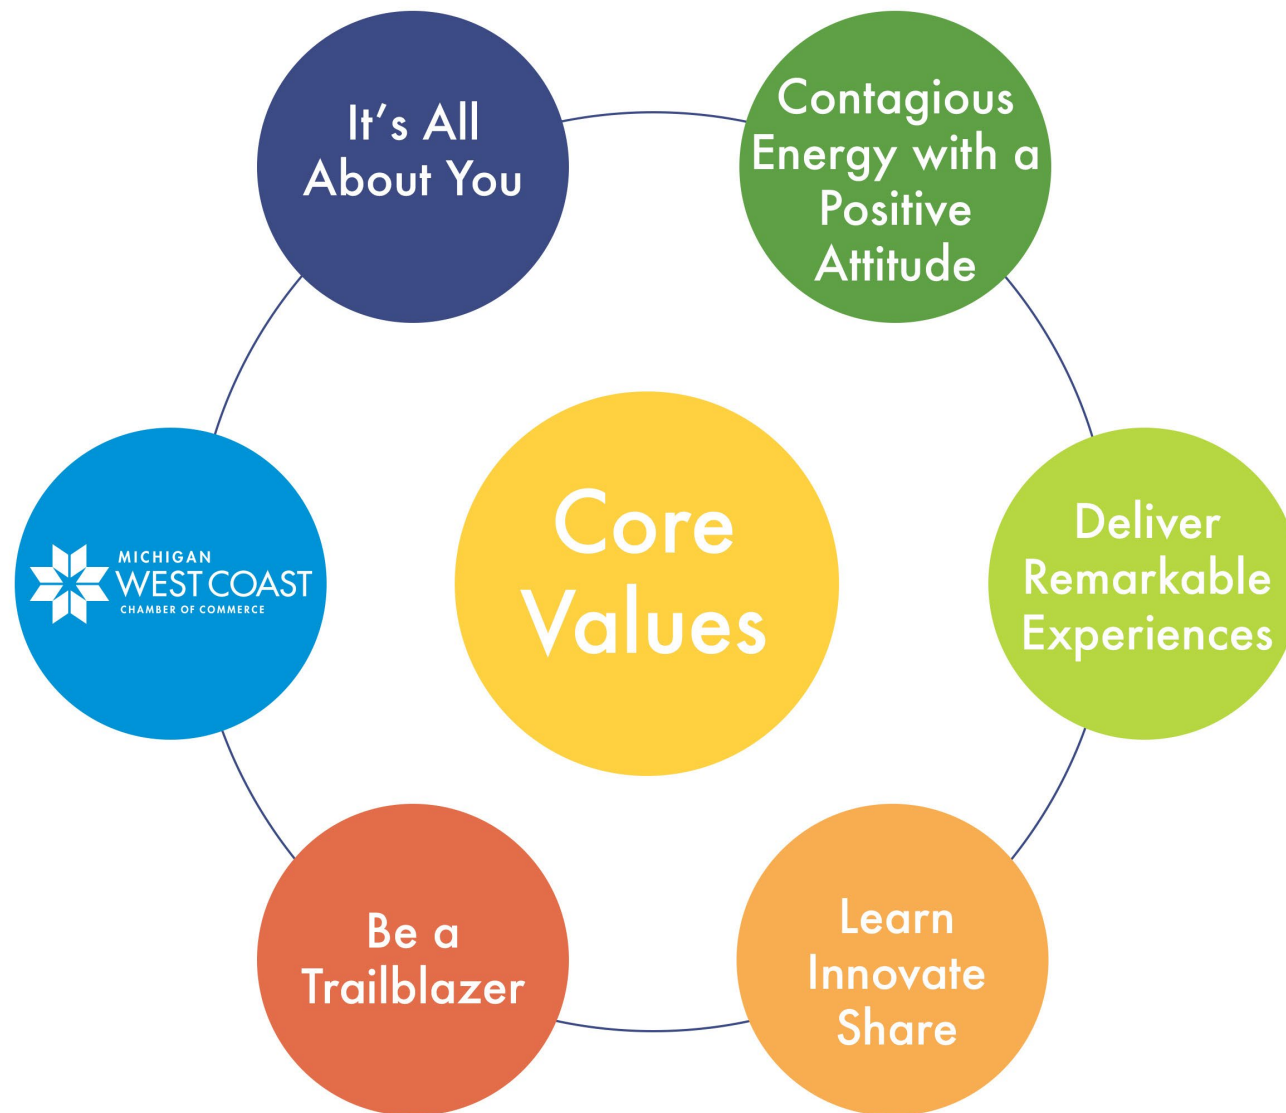 It's All
About You
Contagious
Energy with a
Positive
Attitude
MICHIGAN
WEST COAST
CHAMBER OF COMMERCE
Core
Values
Deliver
Remarkable
Experiences
Be a
Trailblazer
Learn
Innovate
Share